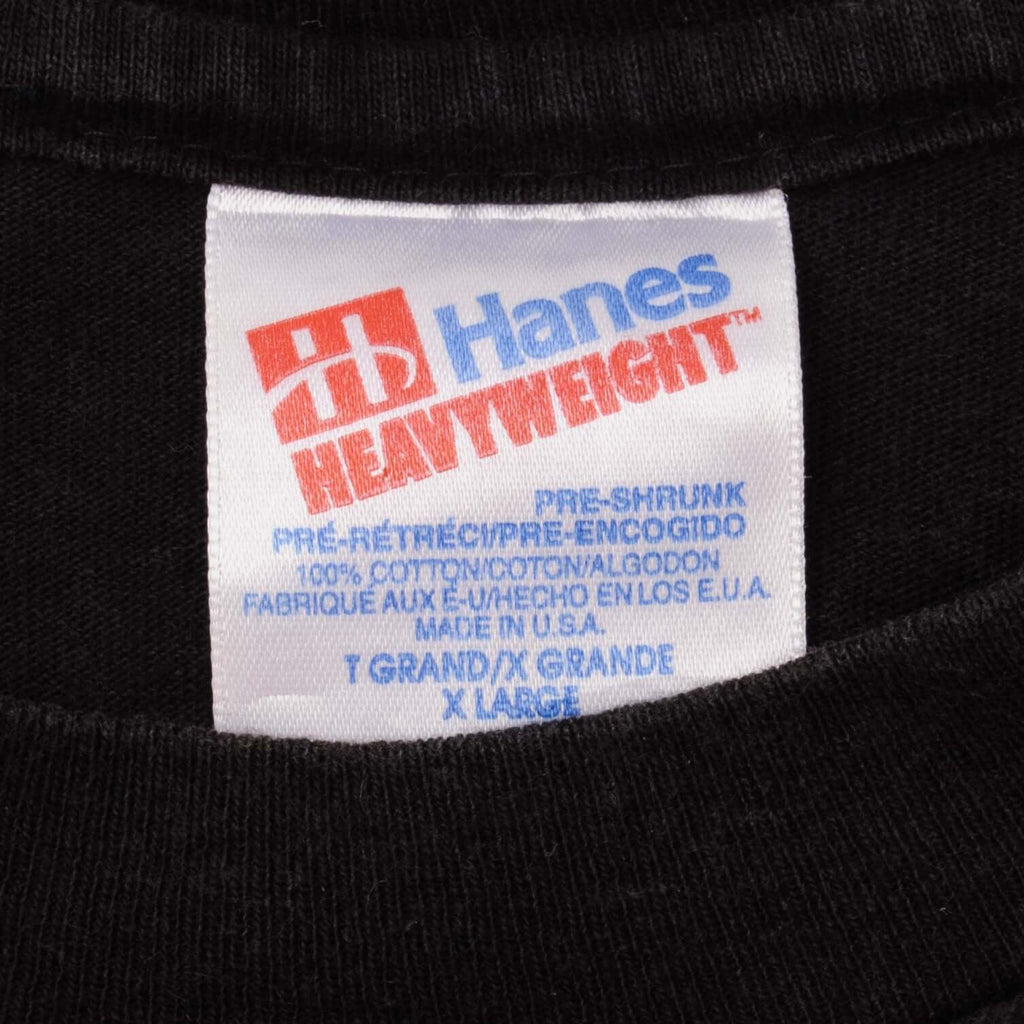 Hanes
HEAVYWEIGHT™
PRE-SHRUNK
PRÉ-RÉTRÉCI/PRE-ENCOGIDO
100% COTTON/COTON/ALGODON
FABRIQUÉ AUX É-U/HECHO EN LOS E.U.A.
MADE IN U.S.A.
T GRAND/X GRANDE
X LARGE